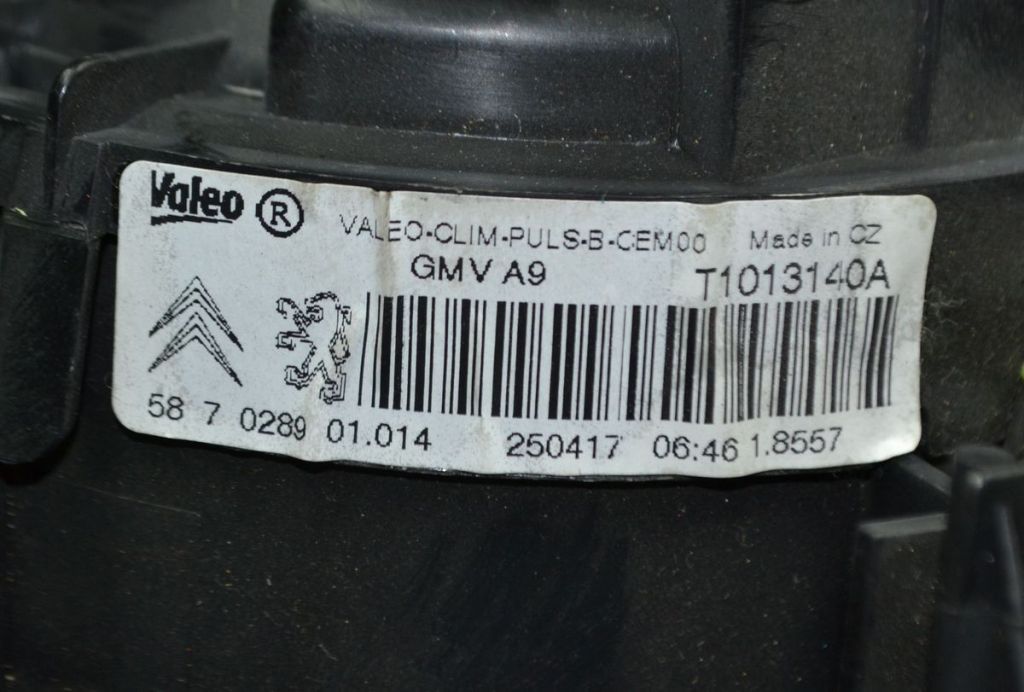 Valeo ®
VALEO-CLIM-PULS-B-CEM00 Made in CZ
GMV A9 T1013140A
58 7 0289 01.014 250417 06:46 1.8557